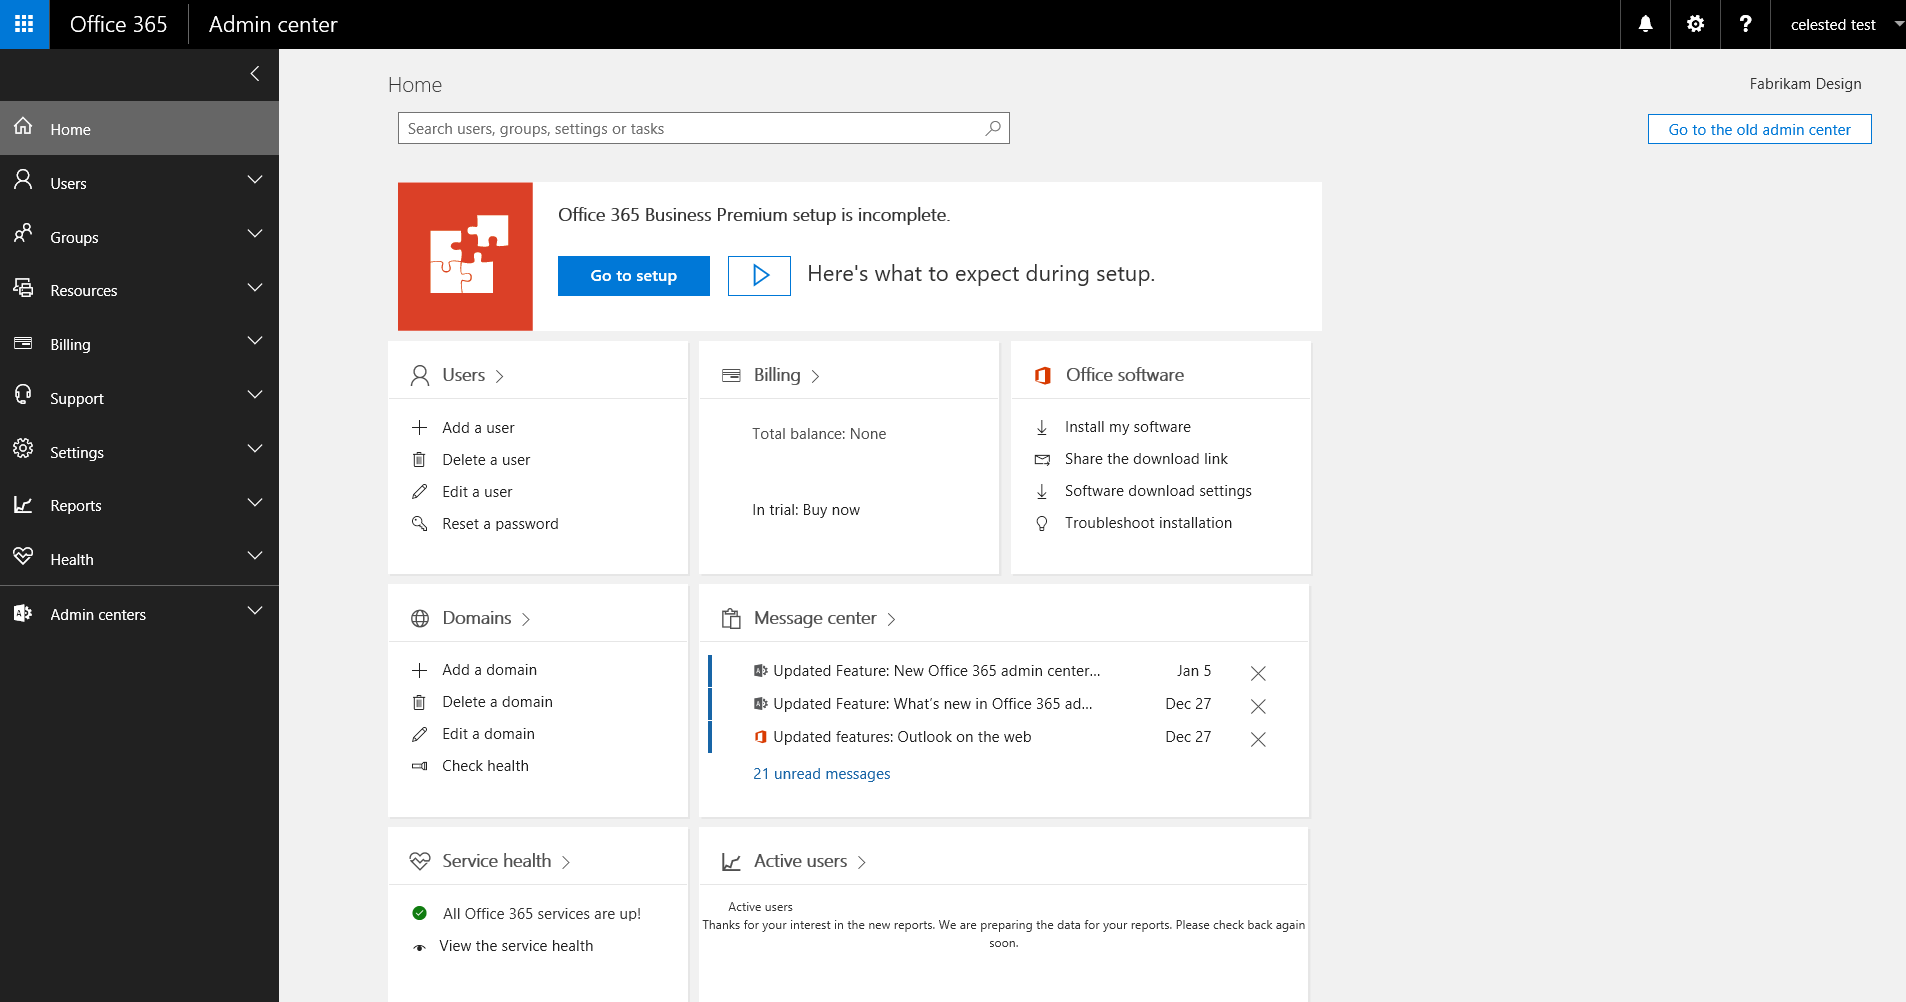 Office 365
Admin center
celested test
Home
Users
Groups
Resources
Billing
Support
Settings
Reports
Health
Admin centers
Home
Fabrikam Design
Search users, groups, settings or tasks
Go to the old admin center
Office 365 Business Premium setup is incomplete.
Go to setup
Here's what to expect during setup.
Users
Add a user
Delete a user
Edit a user
Reset a password
Billing
Total balance: None
In trial: Buy now
Office software
Install my software
Share the download link
Software download settings
Troubleshoot installation
Domains
Add a domain
Delete a domain
Edit a domain
Check health
Message center
Updated Feature: New Office 365 admin center... Jan 5
Updated Feature: What's new in Office 365 ad... Dec 27
Updated features: Outlook on the web Dec 27
21 unread messages
Service health
All Office 365 services are up!
View the service health
Active users
Active users
Thanks for your interest in the new reports. We are preparing the data for your reports. Please check back again
soon.